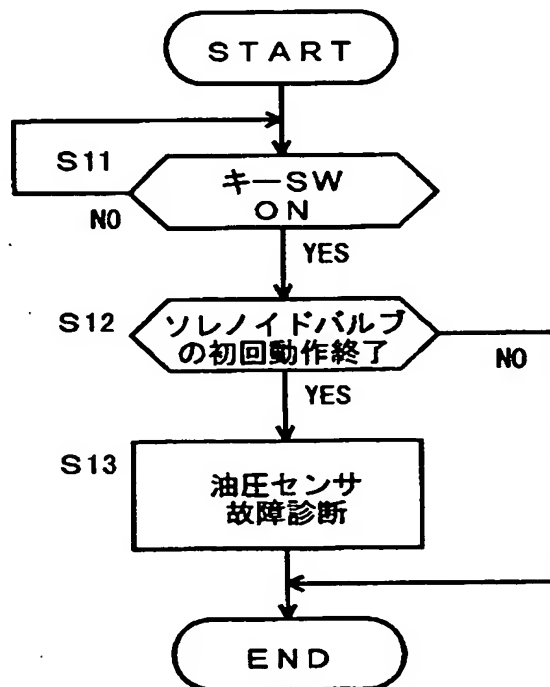 START
S11
キーSW
ON
NO
YES
S12
ソレノイドバルブ
の初回動作終了
NO
YES
S13
油圧センサ
故障診断
END